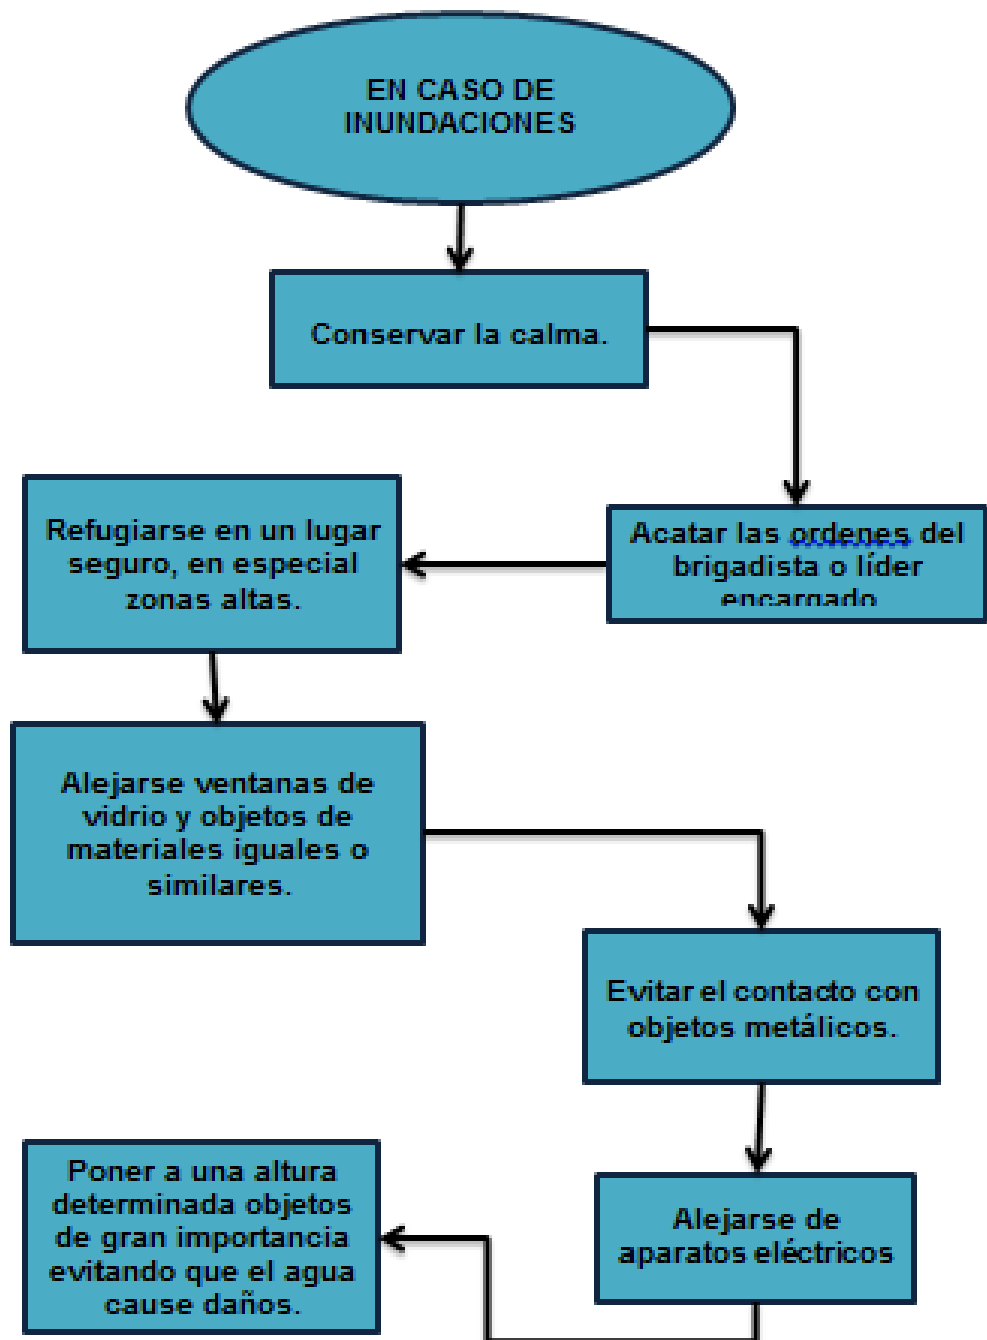 EN CASO DE
INUNDACIONES
Conservar la calma.
Acatar las ordenes del
brigadista o líder
encargado
Refugiarse en un lugar
seguro, en especial
zonas altas.
Alejarse ventanas de
vidrio y objetos de
materiales iguales o
similares.
Evitar el contacto con
objetos metálicos.
Alejarse de
aparatos eléctricos
Poner a una altura
determinada objetos
de gran importancia
evitando que el agua
cause daños.